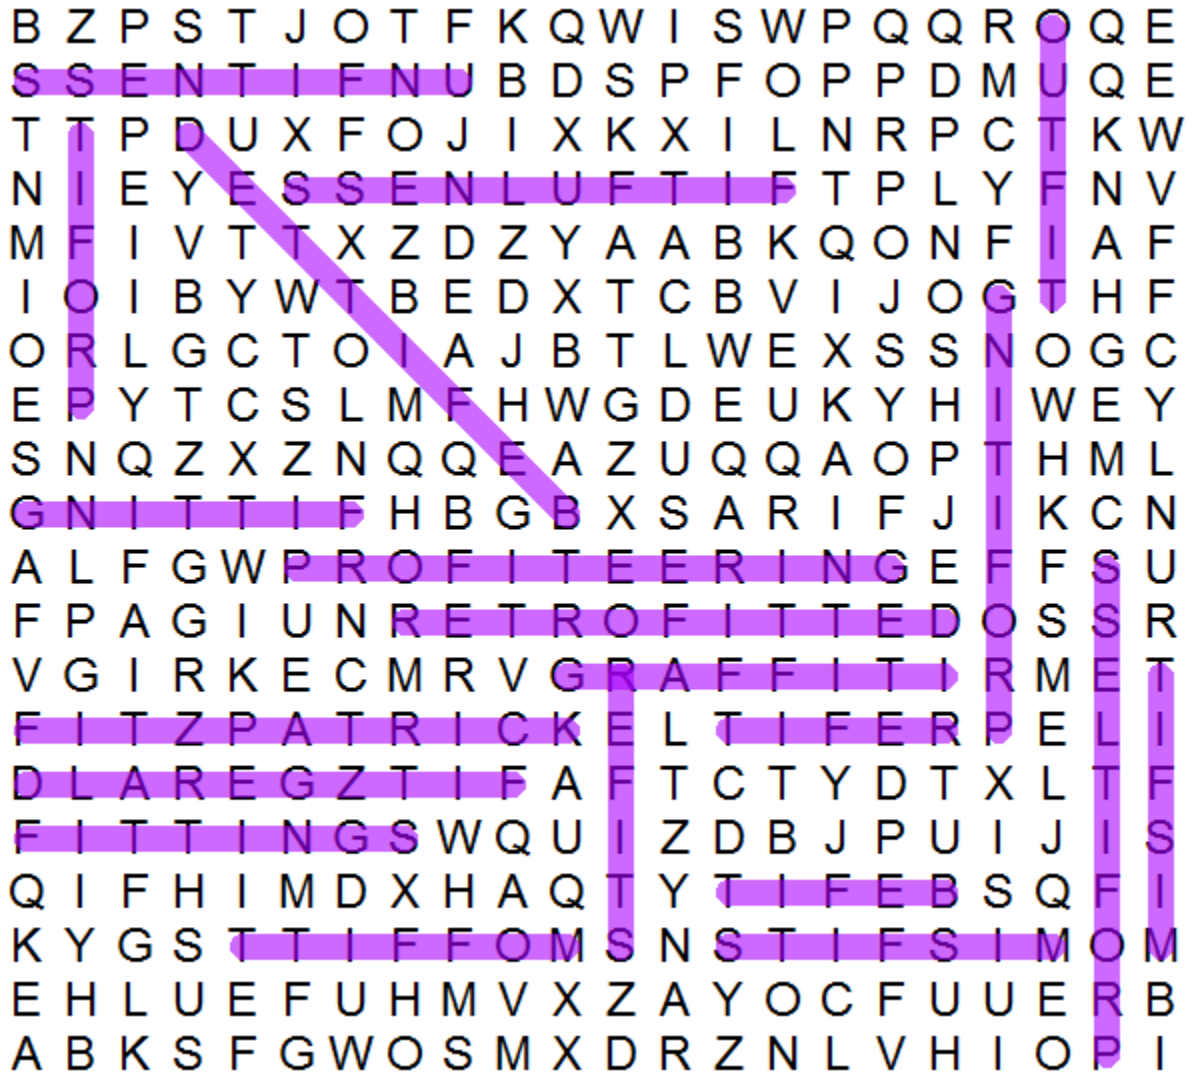 B Z P S T J O T F K Q W I S W P Q Q R O Q E
S S E N T I F N U B D S P F O P P D M U Q E
T T P D U X F O J I X K X I L N R P C T K W
N I E Y E S S E N L U F T I F T P L Y F N V
M F I V T T X Z D Z Y A A B K Q O N F I A F
I O I B Y W T B E D X T C B V I J O G T H F
O R L G C T O I A J B T L W E X S S N O G C
E P Y T C S L M F H W G D E U K Y H I W E Y
S N Q Z X Z N Q Q E A Z U Q Q A O P T H M L
G N I T T I F H B G B X S A R I F J I K C N
A L F G W P R O F I T E E R I N G E F F S U
F P A G I U N R E T R O F I T T E D O S S R
V G I R K E C M R V G R A F F I T I R M E T
F I T Z P A T R I C K E L T I F E R P E L I
D L A R E G Z T I F A F T C T Y D T X L T F
F I T T I N G S W Q U I Z D B J P U I J I S
Q I F H I M D X H A Q T Y T I F E B S Q F I
K Y G S T T I F F O M S N S T I F S I M O M
E H L U E F U H M V X Z A Y O C F U U E R B
A B K S F G W O S M X D R Z N L V H I O P I